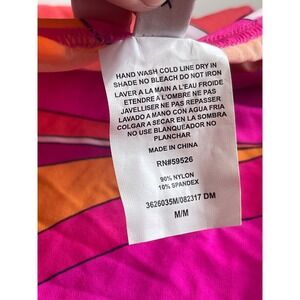 HAND WASH COLD LINE DRY IN
SHADE NO BLEACH DO NOT IRON
LAVER A LA MAIN A L'EAU FROIDE
ETENDRE A L'OMBRE NE PAS
JAVELLISER NE PAS REPASSER
LAVADO A MANO CON AGUA FRIA
COLGAR A SECAR EN LA SOMBRA
NO USAR BLANQUEADOR NO
PLANCHAR
MADE IN CHINA
RN#59526
90% NYLON
10% SPANDEX
3626035M/082317 DM
M/M